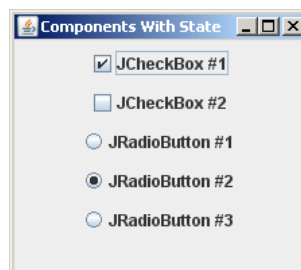 Components With State
JCheckBox #1
JCheckBox #2
JRadioButton #1
JRadioButton #2
JRadioButton #3